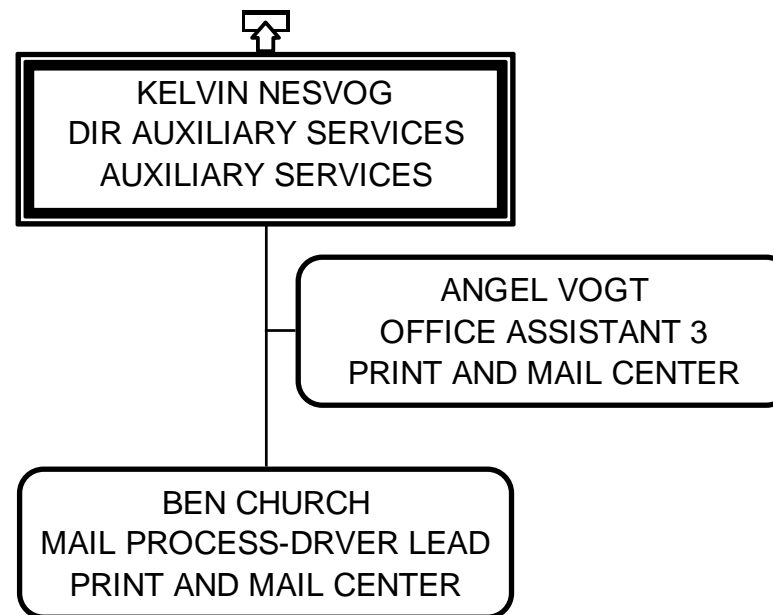 KELVIN NESVOG
DIR AUXILIARY SERVICES
AUXILIARY SERVICES
ANGEL VOGT
OFFICE ASSISTANT 3
PRINT AND MAIL CENTER
BEN CHURCH
MAIL PROCESS-DRVER LEAD
PRINT AND MAIL CENTER